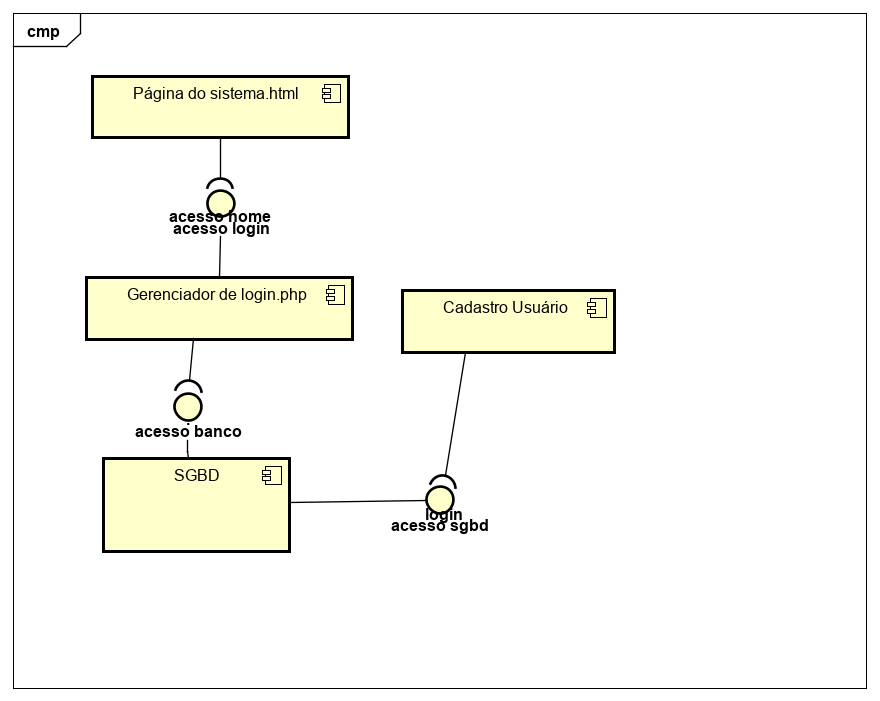 cmp
Página do sistema.html
acesso home
acesso login
Gerenciador de login.php
Cadastro Usuário
acesso banco
SGBD
login
acesso sgbd